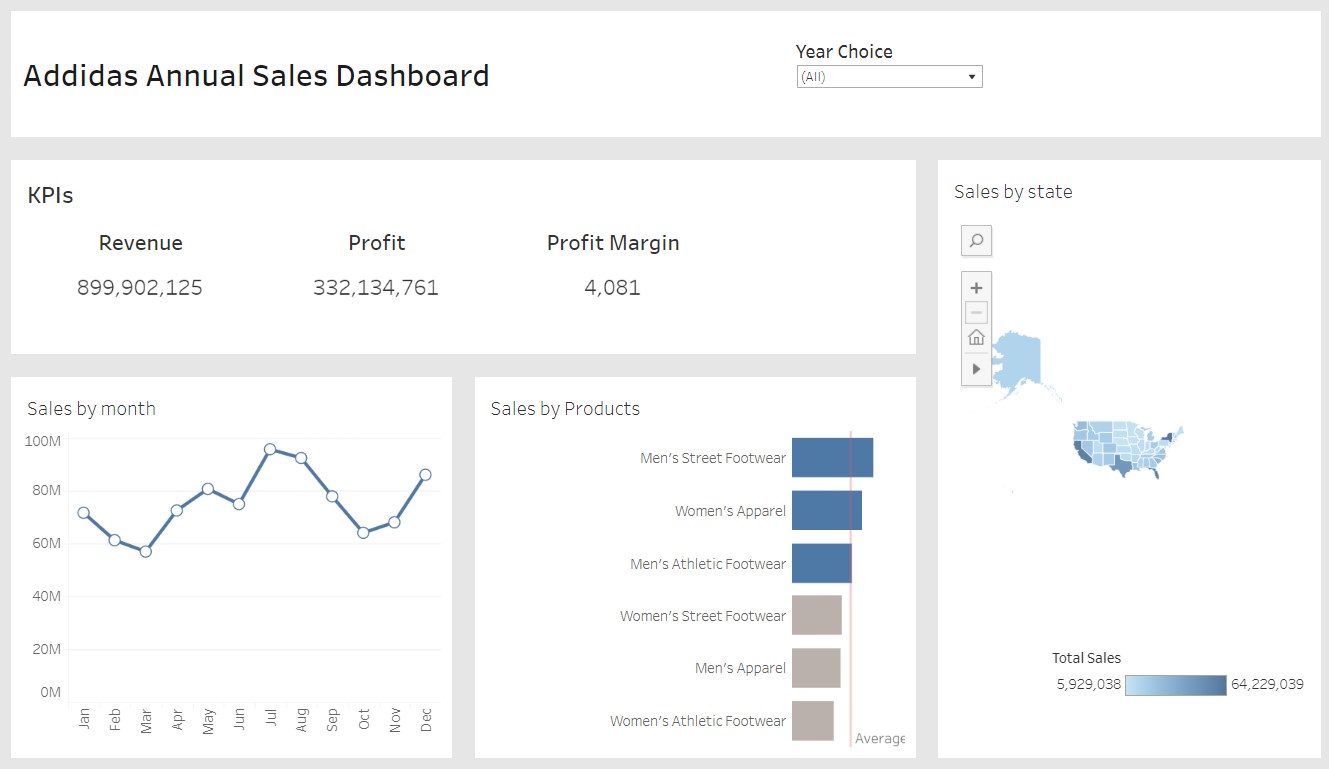 Addidas Annual Sales Dashboard
Year Choice
(All)
KPIs
Revenue
Profit
Profit Margin
899,902,125
332,134,761
4,081
Sales by state
Total Sales
5,929,038
64,229,039
Sales by month
100M
80M
60M
40M
20M
0M
Jan
Feb
Mar
Apr
May
Jun
Jul
Aug
Sep
Oct
Nov
Dec
Sales by Products
Men's Street Footwear
Women's Apparel
Men's Athletic Footwear
Women's Street Footwear
Men's Apparel
Women's Athletic Footwear
Average